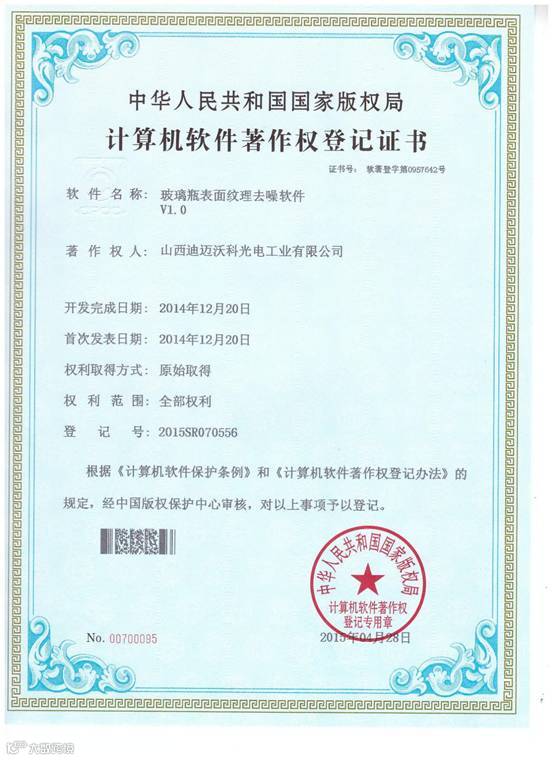 中华人民共和国国家版权局
计算机软件著作权登记证书
证书号： 软著登字第0957642号
软件名称： 玻璃瓶表面纹理去噪软件
V1.0
著作权人： 山西迪迈沃科光电工业有限公司
开发完成日期： 2014年12月20日
首次发表日期： 2014年12月20日
权利取得方式： 原始取得
权利范围： 全部权利
登记号： 2015SR070556
根据《计算机软件保护条例》和《计算机软件著作权登记办法》的
规定，经中国版权保护中心审核，对以上事项予以登记。
中华人民共和国国家版权局
计算机软件著作权
登记专用章
No. 00700095
2015年04月28日